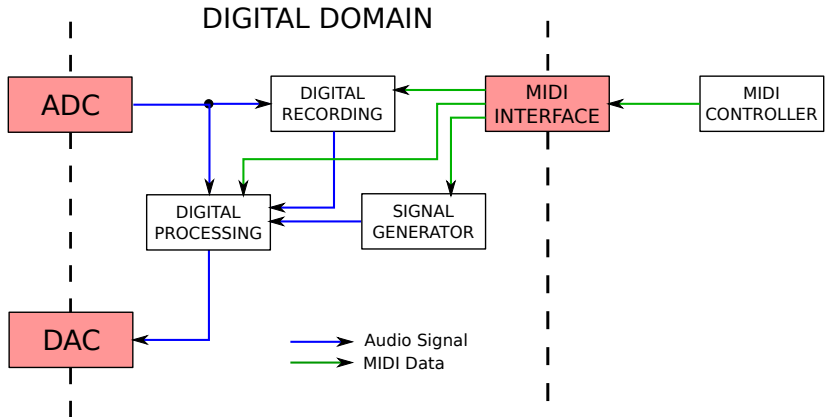 DIGITAL DOMAIN
ADC
DIGITAL
RECORDING
MIDI
INTERFACE
MIDI
CONTROLLER
DIGITAL
PROCESSING
SIGNAL
GENERATOR
DAC
Audio Signal
MIDI Data